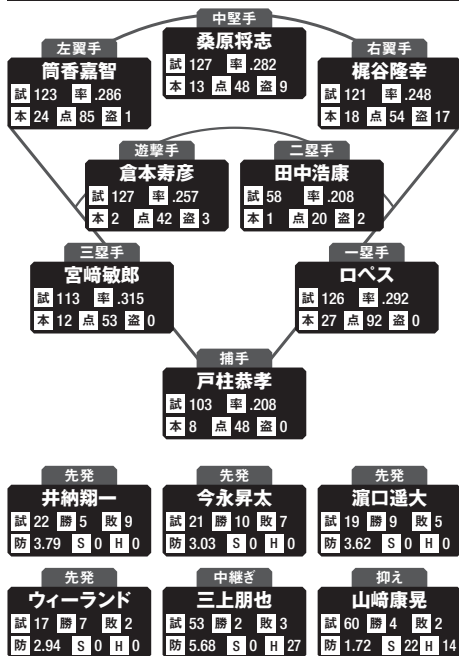 中堅手
桑原将志
試 127 率 .282
本 13 点 48 盗 9
左翼手
筒香嘉智
試 123 率 .286
本 24 点 85 盗 1
右翼手
梶谷隆幸
試 121 率 .248
本 18 点 54 盗 17
遊撃手
倉本寿彦
試 127 率 .257
本 2 点 42 盗 3
二塁手
田中浩康
試 58 率 .208
本 1 点 20 盗 2
三塁手
宮﨑敏郎
試 113 率 .315
本 12 点 53 盗 0
一塁手
ロペス
試 126 率 .292
本 27 点 92 盗 0
捕手
戸柱恭孝
試 103 率 .208
本 8 点 48 盗 0
先発
井納翔一
試 22 勝 5 敗 9
防 3.79 S 0 H 0
先発
今永昇太
試 21 勝 10 敗 7
防 3.03 S 0 H 0
先発
濵口遥大
試 19 勝 9 敗 5
防 3.62 S 0 H 0
先発
ウィーランド
試 17 勝 7 敗 2
防 2.94 S 0 H 0
中継ぎ
三上朋也
試 53 勝 2 敗 3
防 5.68 S 0 H 27
抑え
山﨑康晃
試 60 勝 4 敗 2
防 1.72 S 22 H 14